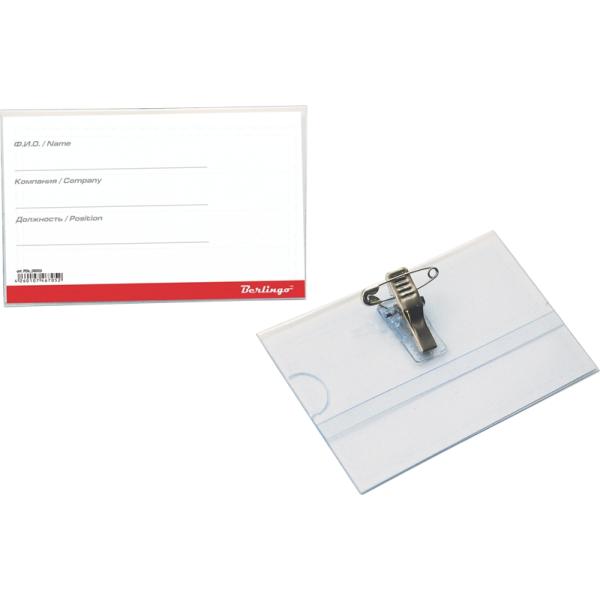 Ф.И.О. / Name
Компания / Company
Должность / Position
Berlingo